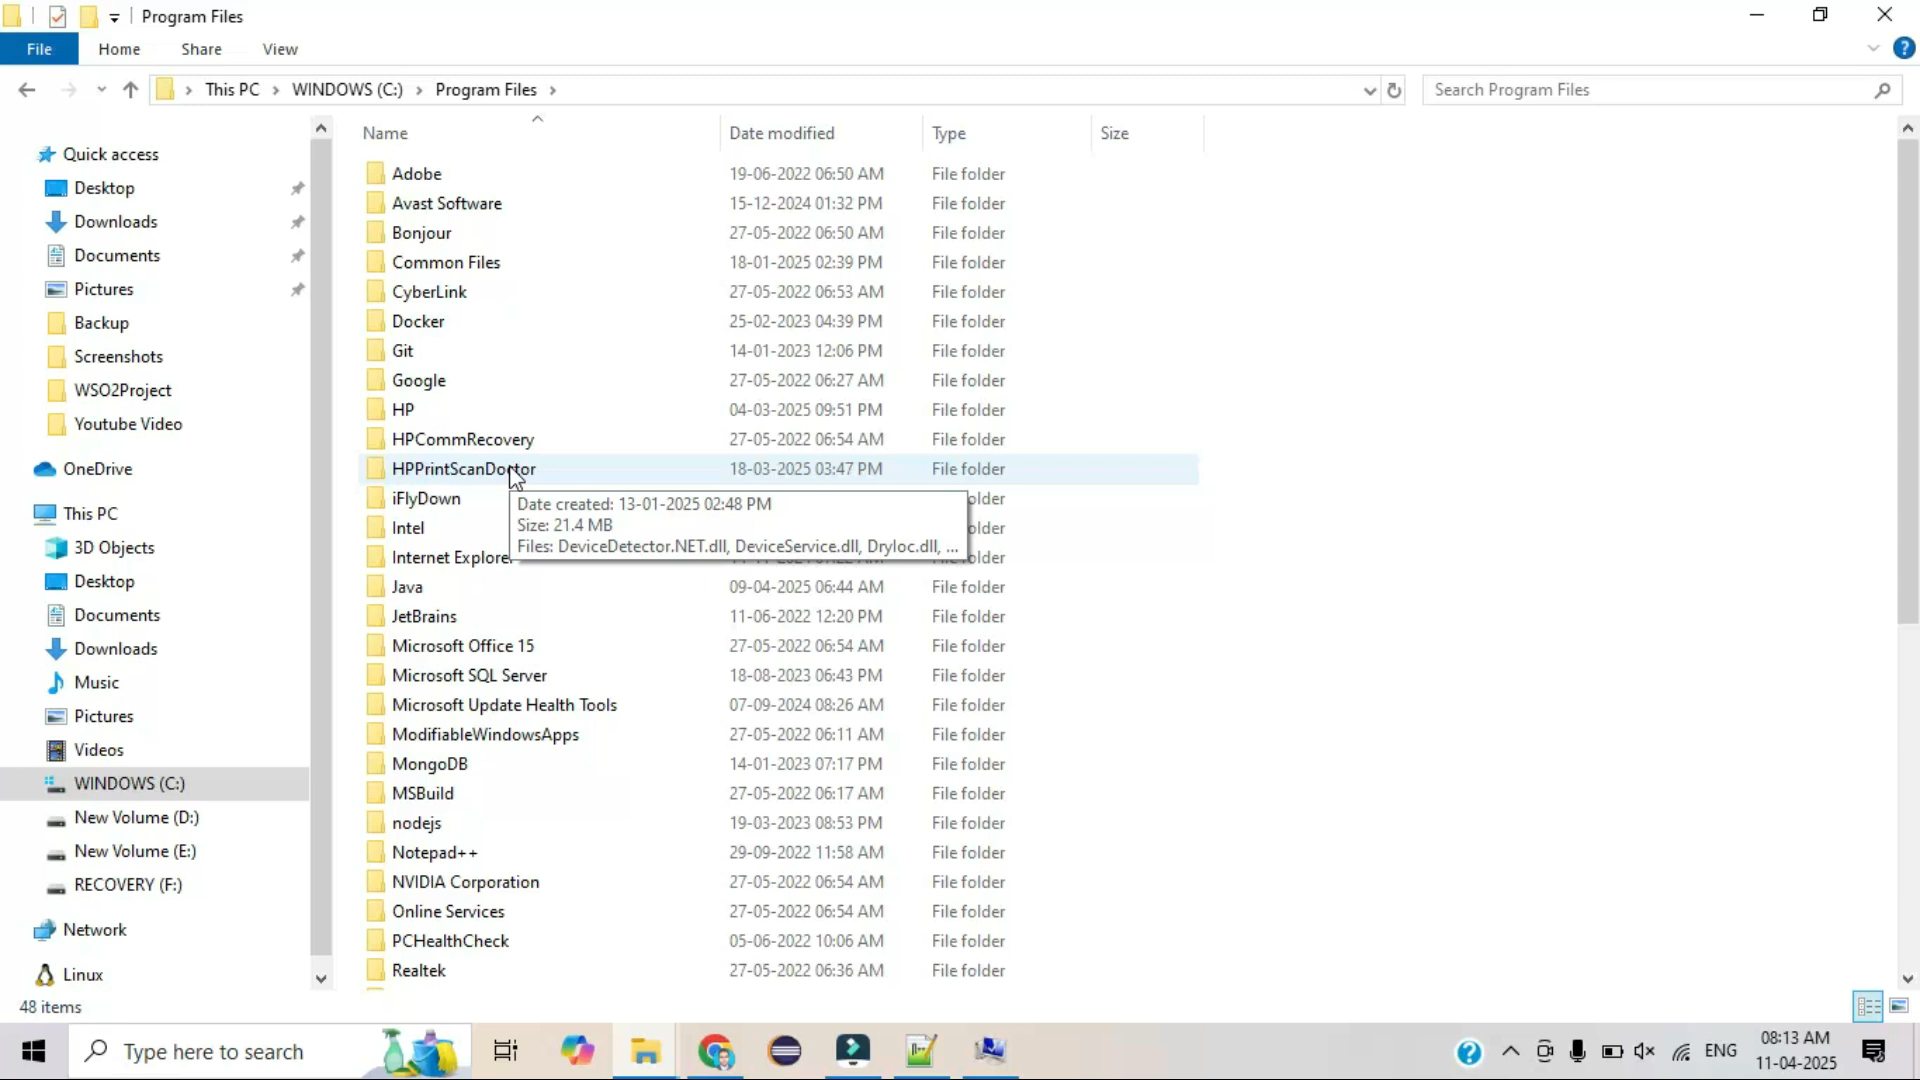 Program Files
File Home Share View
This PC WINDOWS (C:) Program Files
Search Program Files
Quick access
Desktop
Downloads
Documents
Pictures
Backup
Screenshots
WSO2Project
Youtube Video
OneDrive
This PC
3D Objects
Desktop
Documents
Downloads
Music
Pictures
Videos
WINDOWS (C:)
New Volume (D:)
New Volume (E:)
RECOVERY (F:)
Network
Linux
Name Date modified Type Size
Adobe 19-06-2022 06:50 AM File folder
Avast Software 15-12-2024 01:32 PM File folder
Bonjour 27-05-2022 06:50 AM File folder
Common Files 18-01-2025 02:39 PM File folder
CyberLink 27-05-2022 06:53 AM File folder
Docker 25-02-2023 04:39 PM File folder
Git 14-01-2023 12:06 PM File folder
Google 27-05-2022 06:27 AM File folder
HP 04-03-2025 09:51 PM File folder
HPCommRecovery 27-05-2022 06:54 AM File folder
HPPrintScanDoctor 18-03-2025 03:47 PM File folder
iFlyDown
Date created: 13-01-2025 02:48 PM
Size: 21.4 MB
Files: DeviceDetector.NET.dll, DeviceService.dll, Dryloc.dll, ...
Intel
Internet Explorer
Java 09-04-2025 06:44 AM File folder
JetBrains 11-06-2022 12:20 PM File folder
Microsoft Office 15 27-05-2022 06:54 AM File folder
Microsoft SQL Server 18-08-2023 06:43 PM File folder
Microsoft Update Health Tools 07-09-2024 08:26 AM File folder
ModifiableWindowsApps 27-05-2022 06:11 AM File folder
MongoDB 14-01-2023 07:17 PM File folder
MSBuild 27-05-2022 06:17 AM File folder
nodejs 19-03-2023 08:53 PM File folder
Notepad++ 29-09-2022 11:58 AM File folder
NVIDIA Corporation 27-05-2022 06:54 AM File folder
Online Services 27-05-2022 06:54 AM File folder
PCHealthCheck 05-06-2022 10:06 AM File folder
Realtek 27-05-2022 06:36 AM File folder
48 items
Type here to search
ENG
08:13 AM
11-04-2025